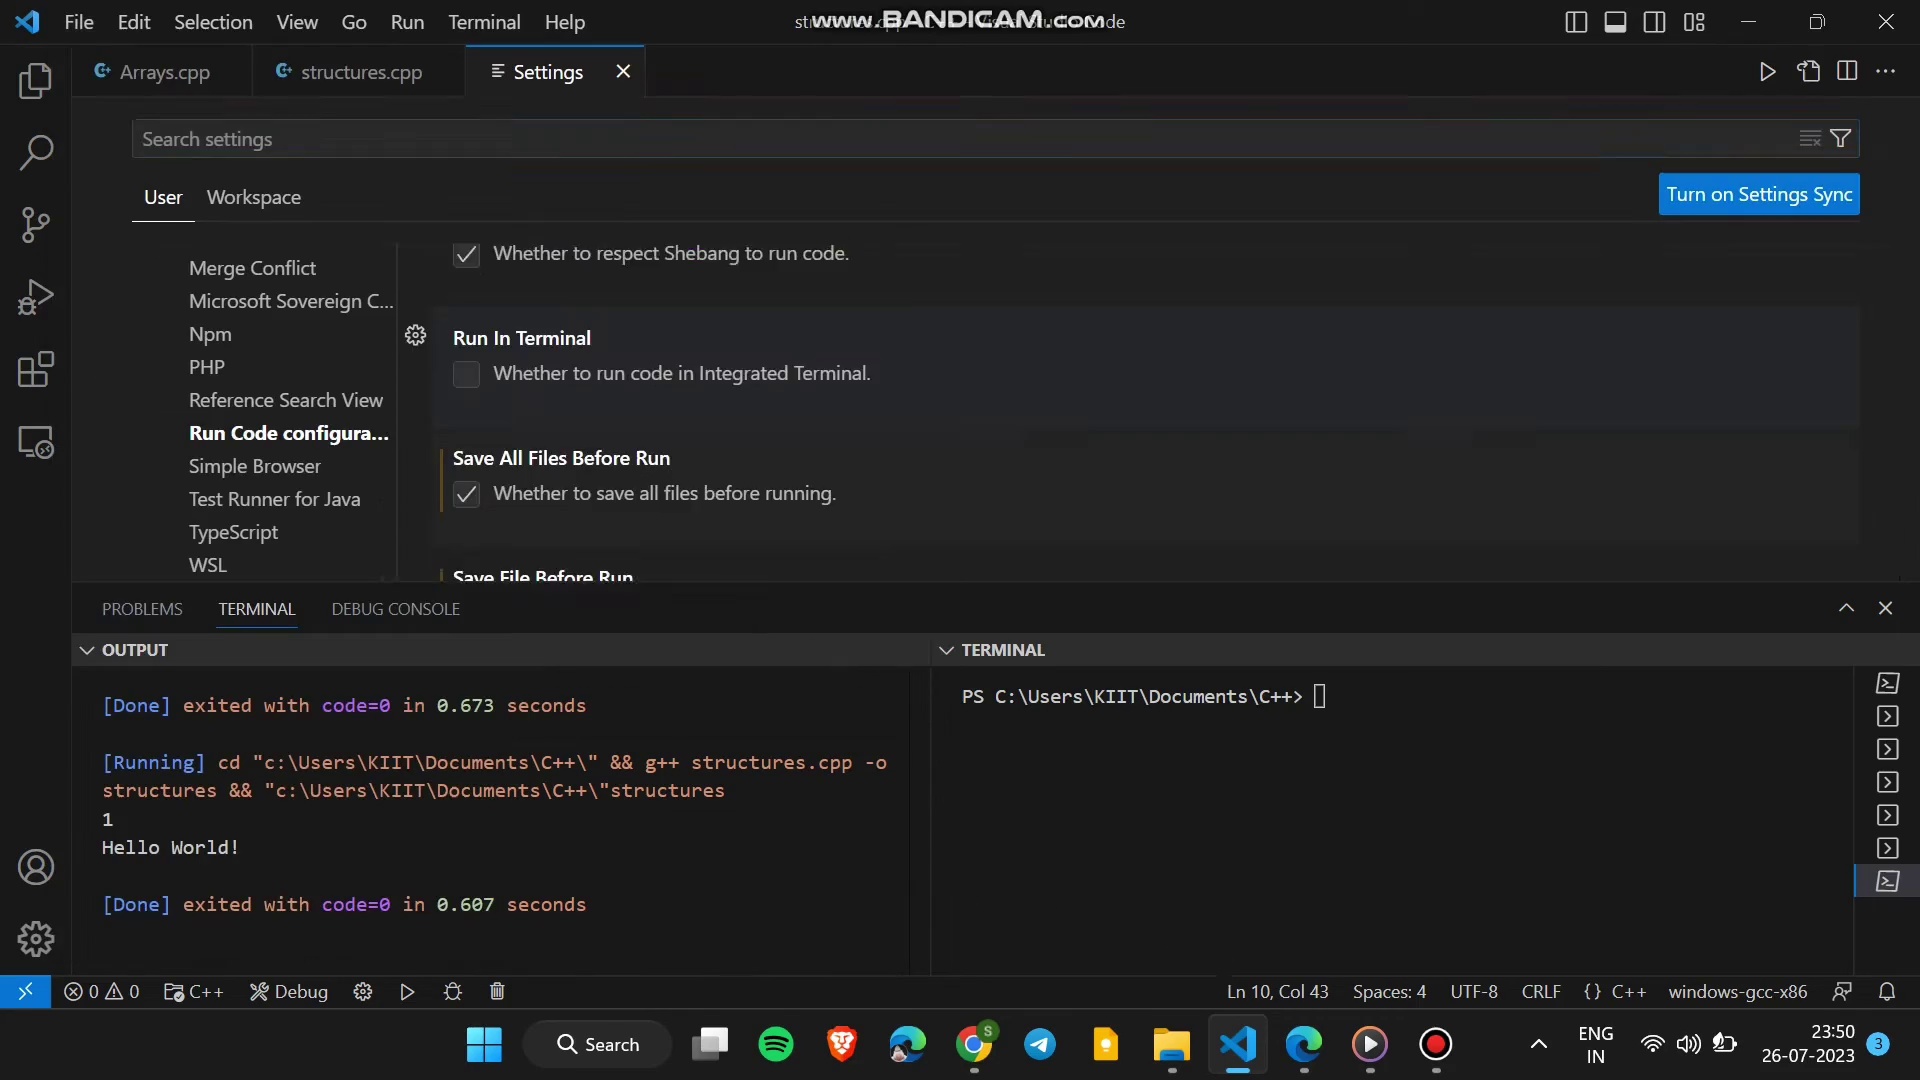 File Edit Selection View Go Run Terminal Help
www.BANDICAM.com
Arrays.cpp structures.cpp Settings
Search settings
User Workspace
Turn on Settings Sync
Merge Conflict
Microsoft Sovereign C...
Npm
PHP
Reference Search View
Run Code configura...
Simple Browser
Test Runner for Java
TypeScript
WSL
Whether to respect Shebang to run code.
Run In Terminal
Whether to run code in Integrated Terminal.
Save All Files Before Run
Whether to save all files before running.
Save File Before Run
PROBLEMS TERMINAL DEBUG CONSOLE
OUTPUT
[Done] exited with code=0 in 0.673 seconds
[Running] cd "c:\Users\KIIT\Documents\C++\" && g++ structures.cpp -o
structures && "c:\Users\KIIT\Documents\C++\"structures
1
Hello World!
[Done] exited with code=0 in 0.607 seconds
TERMINAL
PS C:\Users\KIIT\Documents\C++>
0 0 C++ Debug
Ln 10, Col 43 Spaces: 4 UTF-8 CRLF {} C++ windows-gcc-x86
Search
S
ENG
IN
23:50
26-07-2023
3